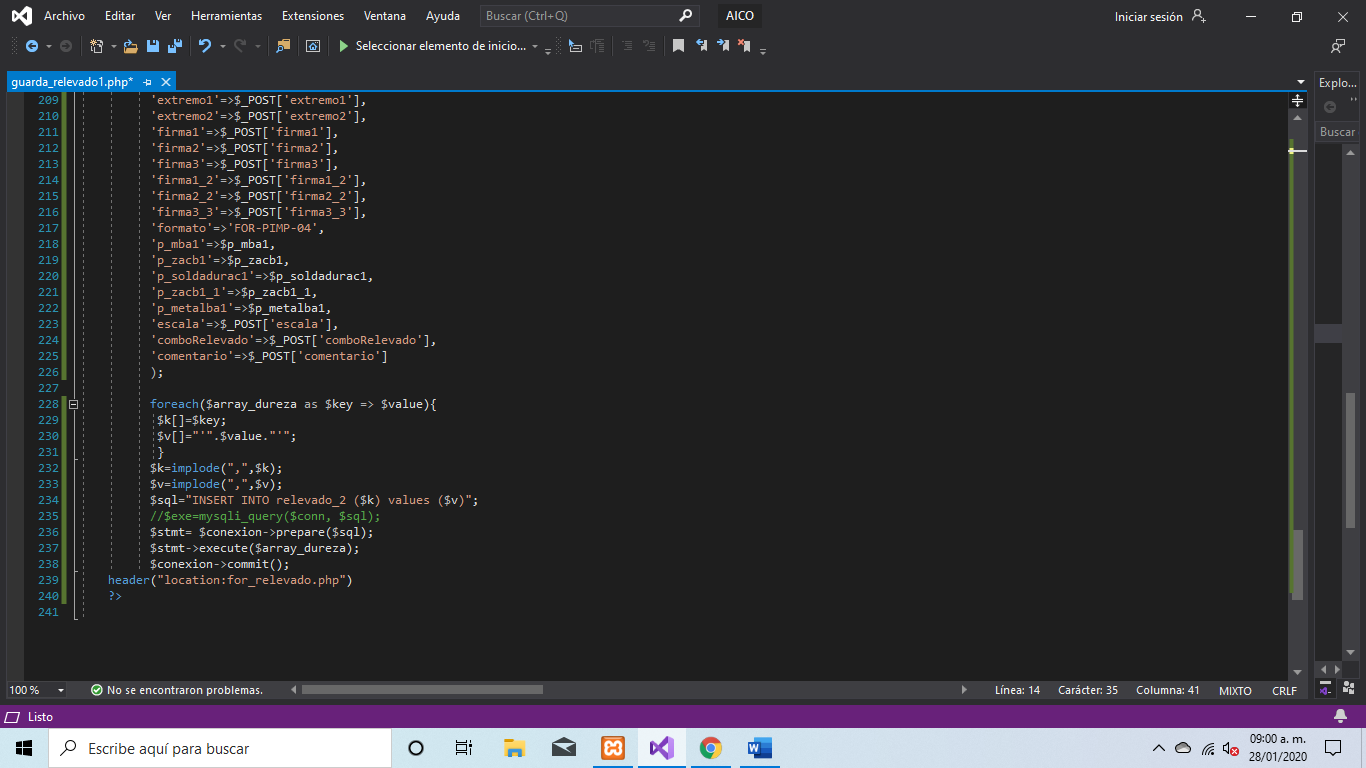 Archivo Editar Ver Herramientas Extensiones Ventana Ayuda Buscar (Ctrl+Q) AICO Iniciar sesión
Seleccionar elemento de inicio...
guarda_relevado1.php* Explo...
Buscar
209 'extremo1'=>$_POST['extremo1'],
210 'extremo2'=>$_POST['extremo2'],
211 'firma1'=>$_POST['firma1'],
212 'firma2'=>$_POST['firma2'],
213 'firma3'=>$_POST['firma3'],
214 'firma1_2'=>$_POST['firma1_2'],
215 'firma2_2'=>$_POST['firma2_2'],
216 'firma3_3'=>$_POST['firma3_3'],
217 'formato'=>'FOR-PIMP-04',
218 'p_mba1'=>$p_mba1,
219 'p_zacb1'=>$p_zacb1,
220 'p_soldadurac1'=>$p_soldadurac1,
221 'p_zacb1_1'=>$p_zacb1_1,
222 'p_metalba1'=>$p_metalba1,
223 'escala'=>$_POST['escala'],
224 'comboRelevado'=>$_POST['comboRelevado'],
225 'comentario'=>$_POST['comentario']
226 );
227
228 foreach($array_dureza as $key => $value){
229 $k[]=$key;
230 $v[]="'".$value."'";
231 }
232 $k=implode(",",$k);
233 $v=implode(",",$v);
234 $sql="INSERT INTO relevado_2 ($k) values ($v)";
235 //$exe=mysqli_query($conn, $sql);
236 $stmt= $conexion->prepare($sql);
237 $stmt->execute($array_dureza);
238 $conexion->commit();
239 header("location:for_relevado.php")
240 ?>
241
100 % No se encontraron problemas. Línea: 14 Carácter: 35 Columna: 41 MIXTO CRLF
Listo
Escribe aquí para buscar
09:00 a. m.
28/01/2020